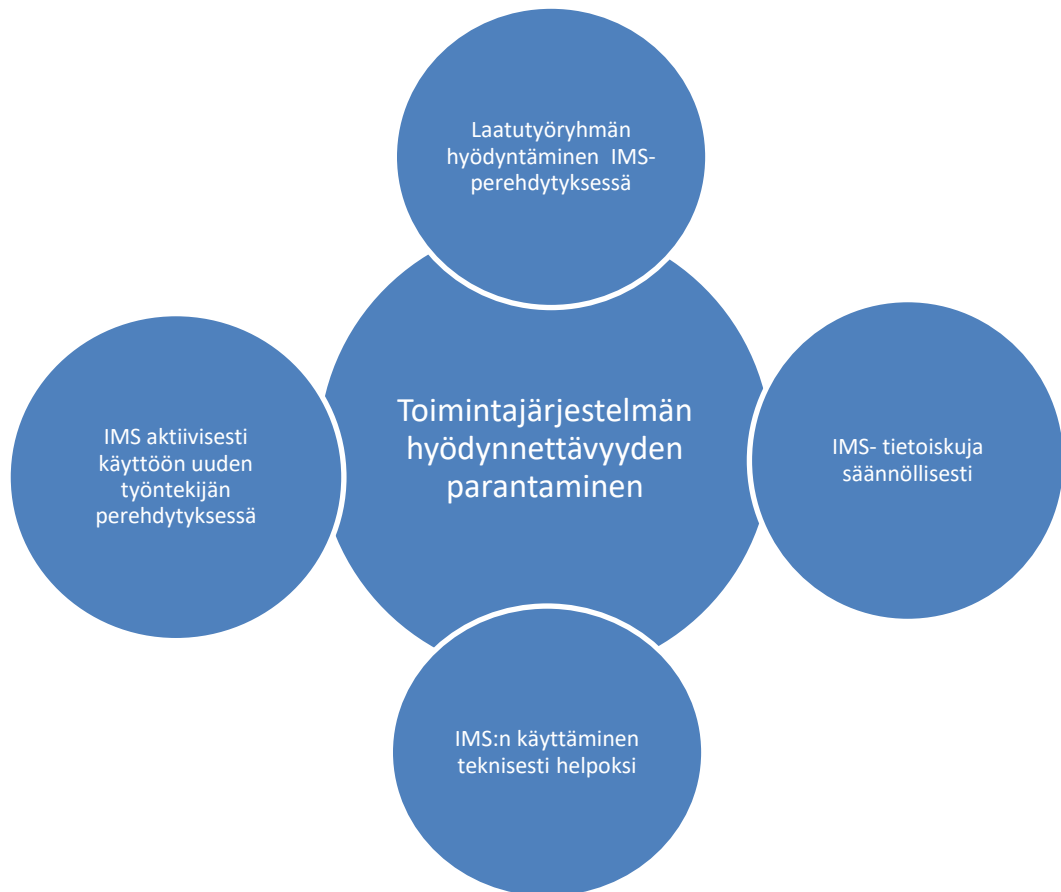 Laatutyöryhmän
hyödyntäminen IMS-
perehdytyksessä
Toimintajärjestelmän
hyödynnettävyyden
parantaminen
IMS aktiivisesti
käyttöön uuden
työntekijän
perehdytyksessä
IMS- tietoiskuja
säännöllisesti
IMS:n käyttäminen
teknisesti helpoksi